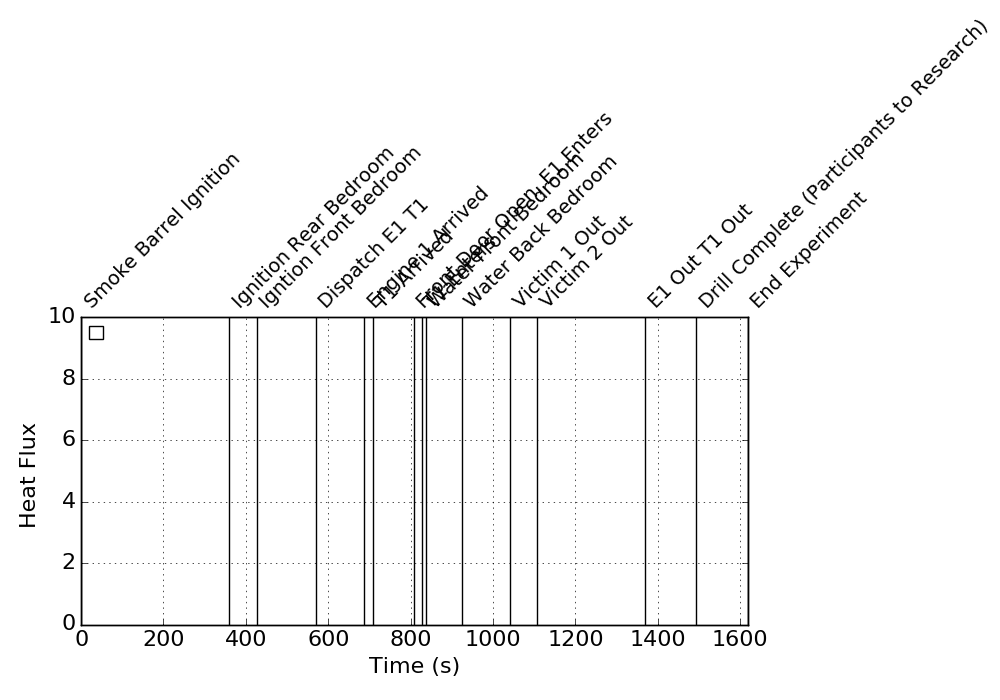 Smoke Barrel Ignition
Ignition Rear Bedroom
Igntion Front Bedroom
Dispatch E1 T1
Engine 1 Arrived
T1 Arrived
Front Door Open, E1 Enters
Water Front Bedroom
Water Back Bedroom
Victim 1 Out
Victim 2 Out
E1 Out T1 Out
Drill Complete (Participants to Research)
End Experiment
10
8
6
4
2
0
Heat Flux
0 200 400 600 800 1000 1200 1400 1600
Time (s)